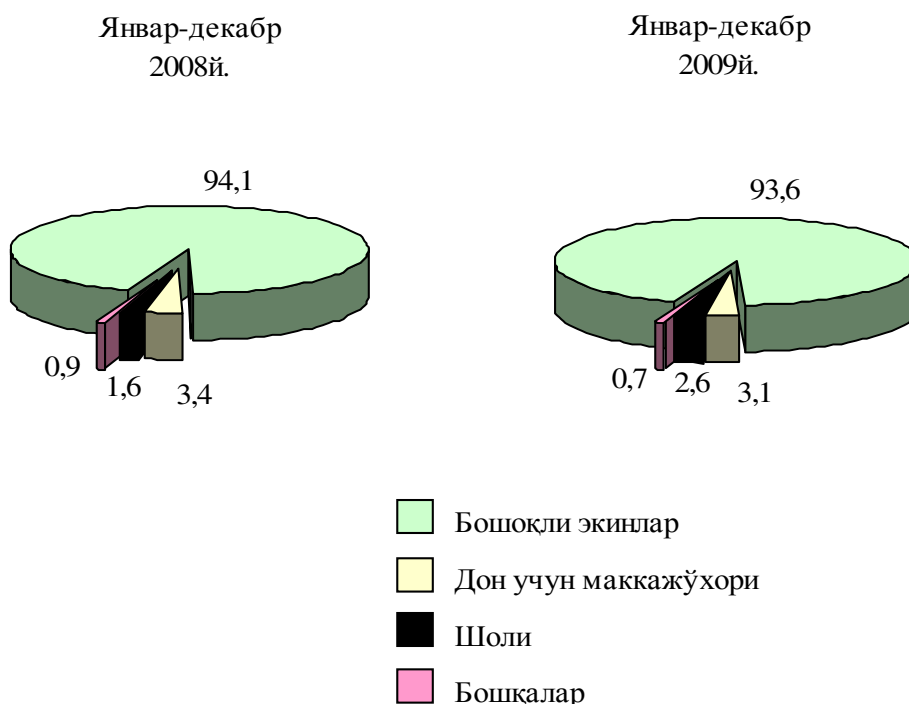 Январ-декабр
2008й.
Январ-декабр
2009й.
94,1
0,9
1,6
3,4
93,6
0,7
2,6
3,1
Бошоқли экинлар
Дон учун маккажўхори
Шоли
Бошқалар